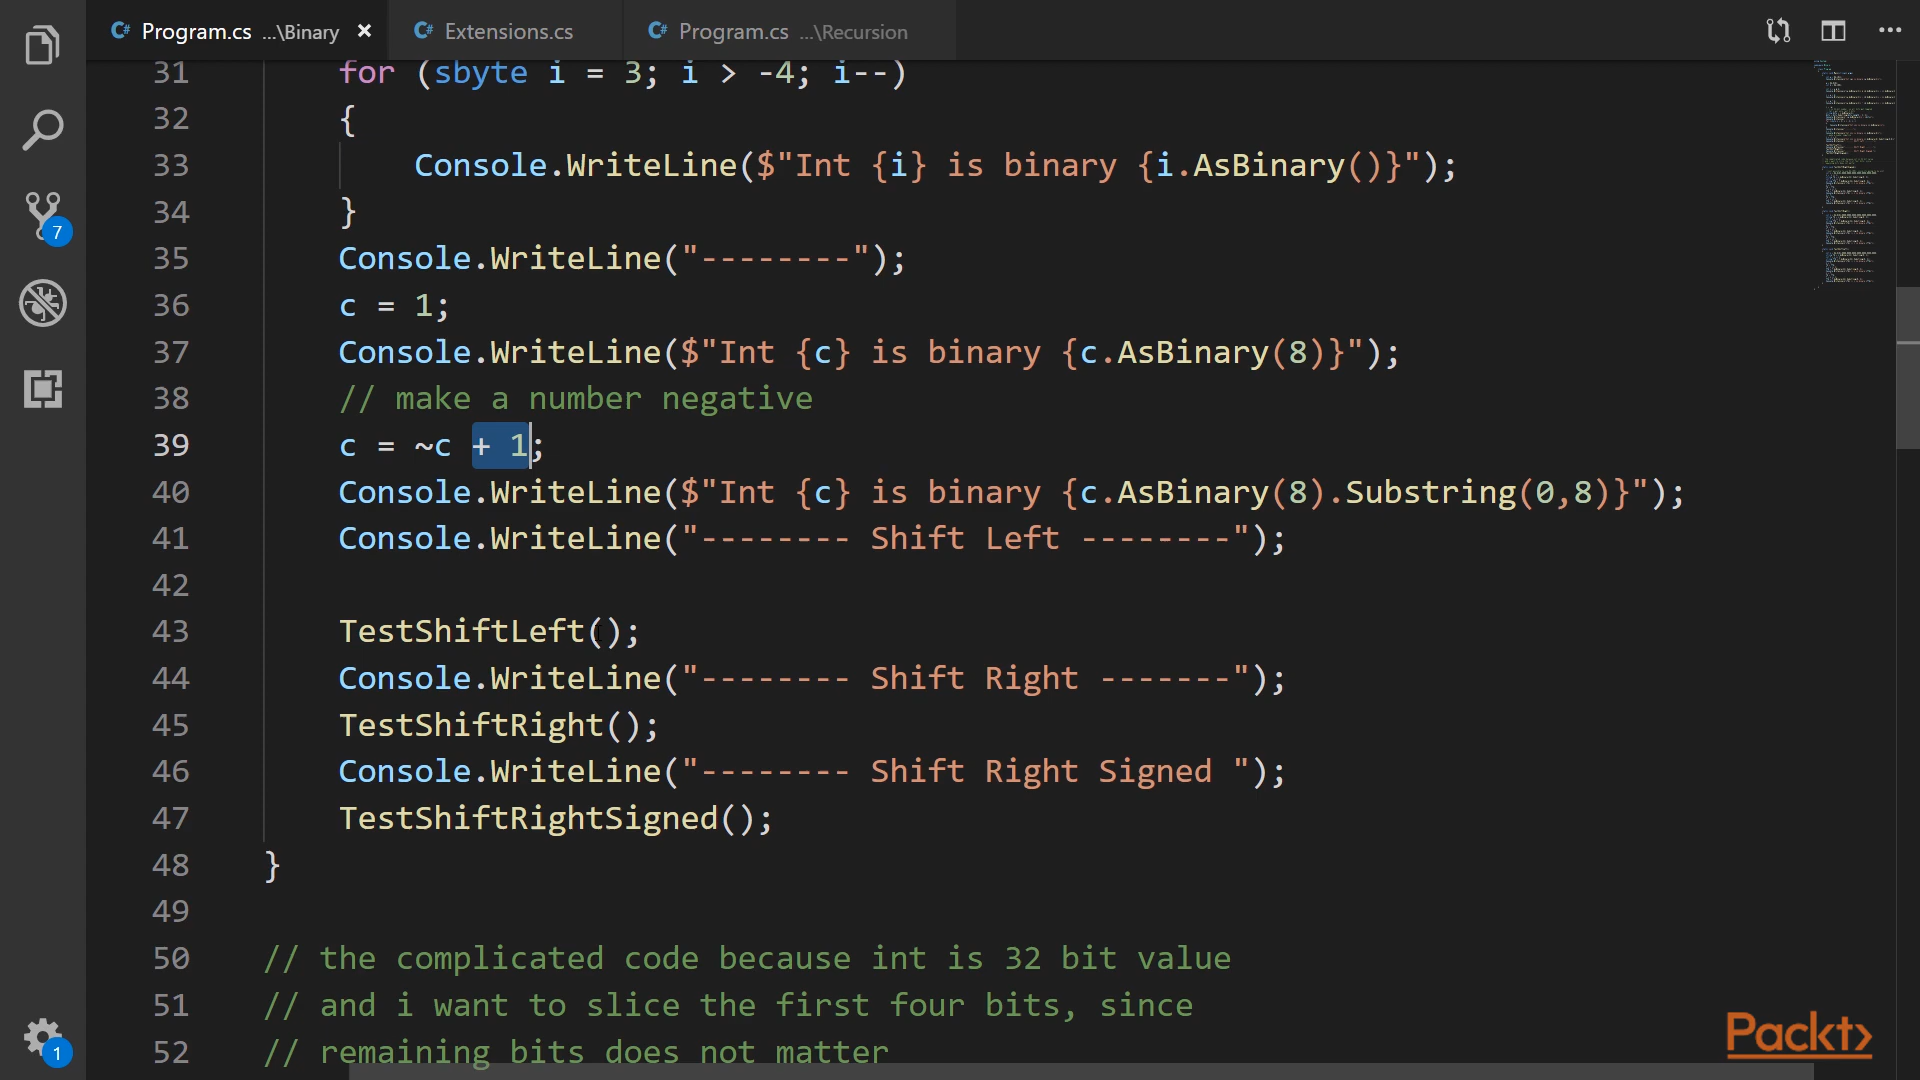 Program.cs ...\Binary × Extensions.cs Program.cs ...\Recursion
31 for (sbyte i = 3; i > -4; i--)
32 {
33 Console.WriteLine($"Int {i} is binary {i.AsBinary()}");
34 }
35 Console.WriteLine("--------");
36 c = 1;
37 Console.WriteLine($"Int {c} is binary {c.AsBinary(8)}");
38 // make a number negative
39 c = ~c + 1;
40 Console.WriteLine($"Int {c} is binary {c.AsBinary(8).Substring(0,8)}");
41 Console.WriteLine("-------- Shift Left --------");
42
43 TestShiftLeft();
44 Console.WriteLine("-------- Shift Right -------");
45 TestShiftRight();
46 Console.WriteLine("-------- Shift Right Signed ");
47 TestShiftRightSigned();
48 }
49
50 // the complicated code because int is 32 bit value
51 // and i want to slice the first four bits, since
52 // remaining bits does not matter
7
1
Packt>